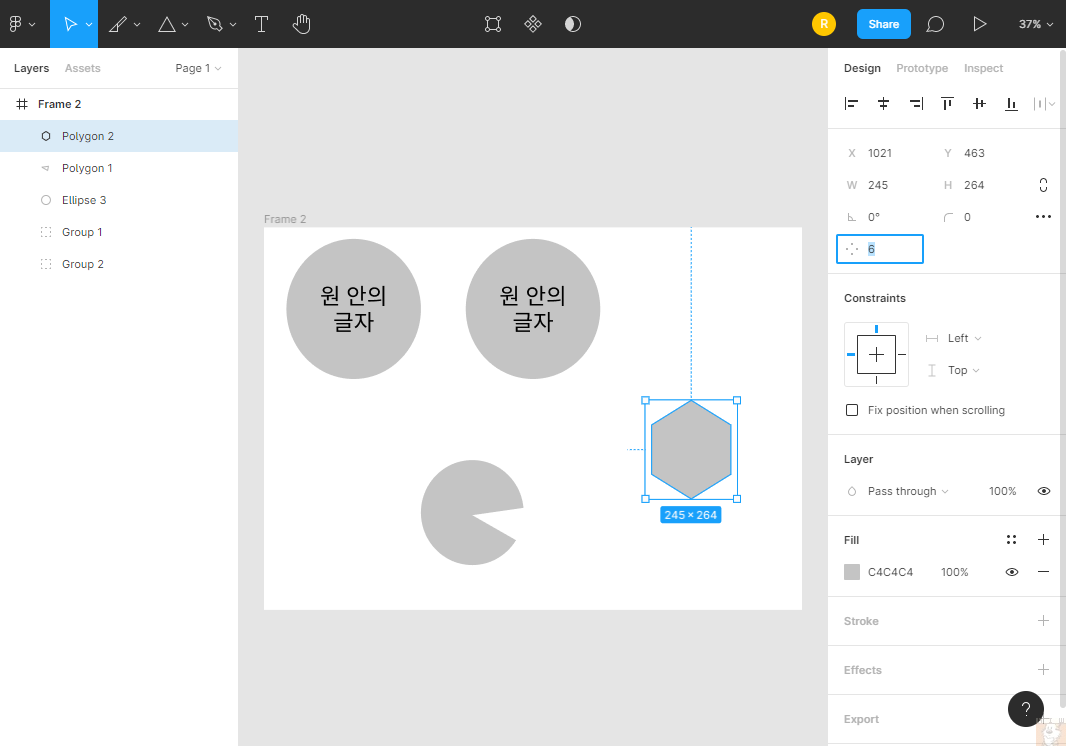 R
Share
37%
Layers
Assets
Page 1
Frame 2
Polygon 2
Polygon 1
Ellipse 3
Group 1
Group 2
Frame 2
원 안의
글자
원 안의
글자
245 × 264
Design
Prototype
Inspect
X 1021
Y 463
W 245
H 264
0°
0
6
Constraints
Left
Top
Fix position when scrolling
Layer
Pass through
100%
Fill
C4C4C4
100%
Stroke
Effects
Export
?